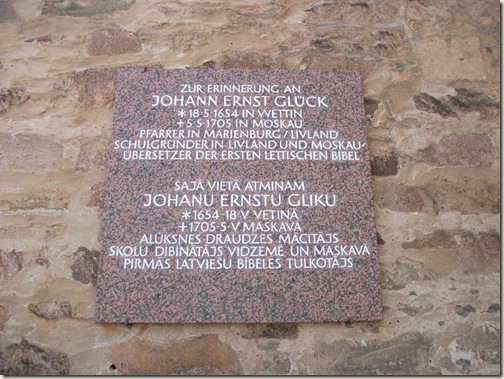 ZUR ERINNERUNG AN
JOHANN ERNST GLÜCK
* 18·5·1654 IN WETTIN
+ 5·5·1705 IN MOSKAU
PFARRER IN MARIENBURG / LIVLAND
SCHULGRÜNDER IN LIVLAND UND MOSKAU
ÜBERSETZER DER ERSTEN LETTISCHEN BIBEL
ŠAJĀ VIETĀ ATMIŅAM
JOHANU ERNSTU GLIKU
* 1654·18·V VETINĀ
+ 1705·5·V MASKAVĀ
ALŪKSNES DRAUDZES MĀCĪTĀJS
SKOLU DIBINĀTĀJS VIDZEMĒ UN MASKAVĀ
PIRMĀS LATVIEŠU BĪBELES TULKOTĀJS